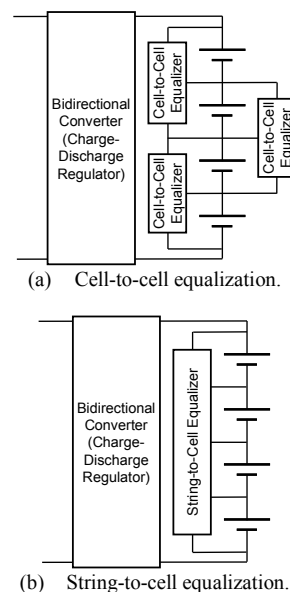 Bidirectional
Converter
(Charge-
Discharge
Regulator)
Cell-to-Cell
Equalizer
Cell-to-Cell
Equalizer
Cell-to-Cell
Equalizer
(a) Cell-to-cell equalization.
Bidirectional
Converter
(Charge-
Discharge
Regulator)
String-to-Cell Equalizer
(b) String-to-cell equalization.